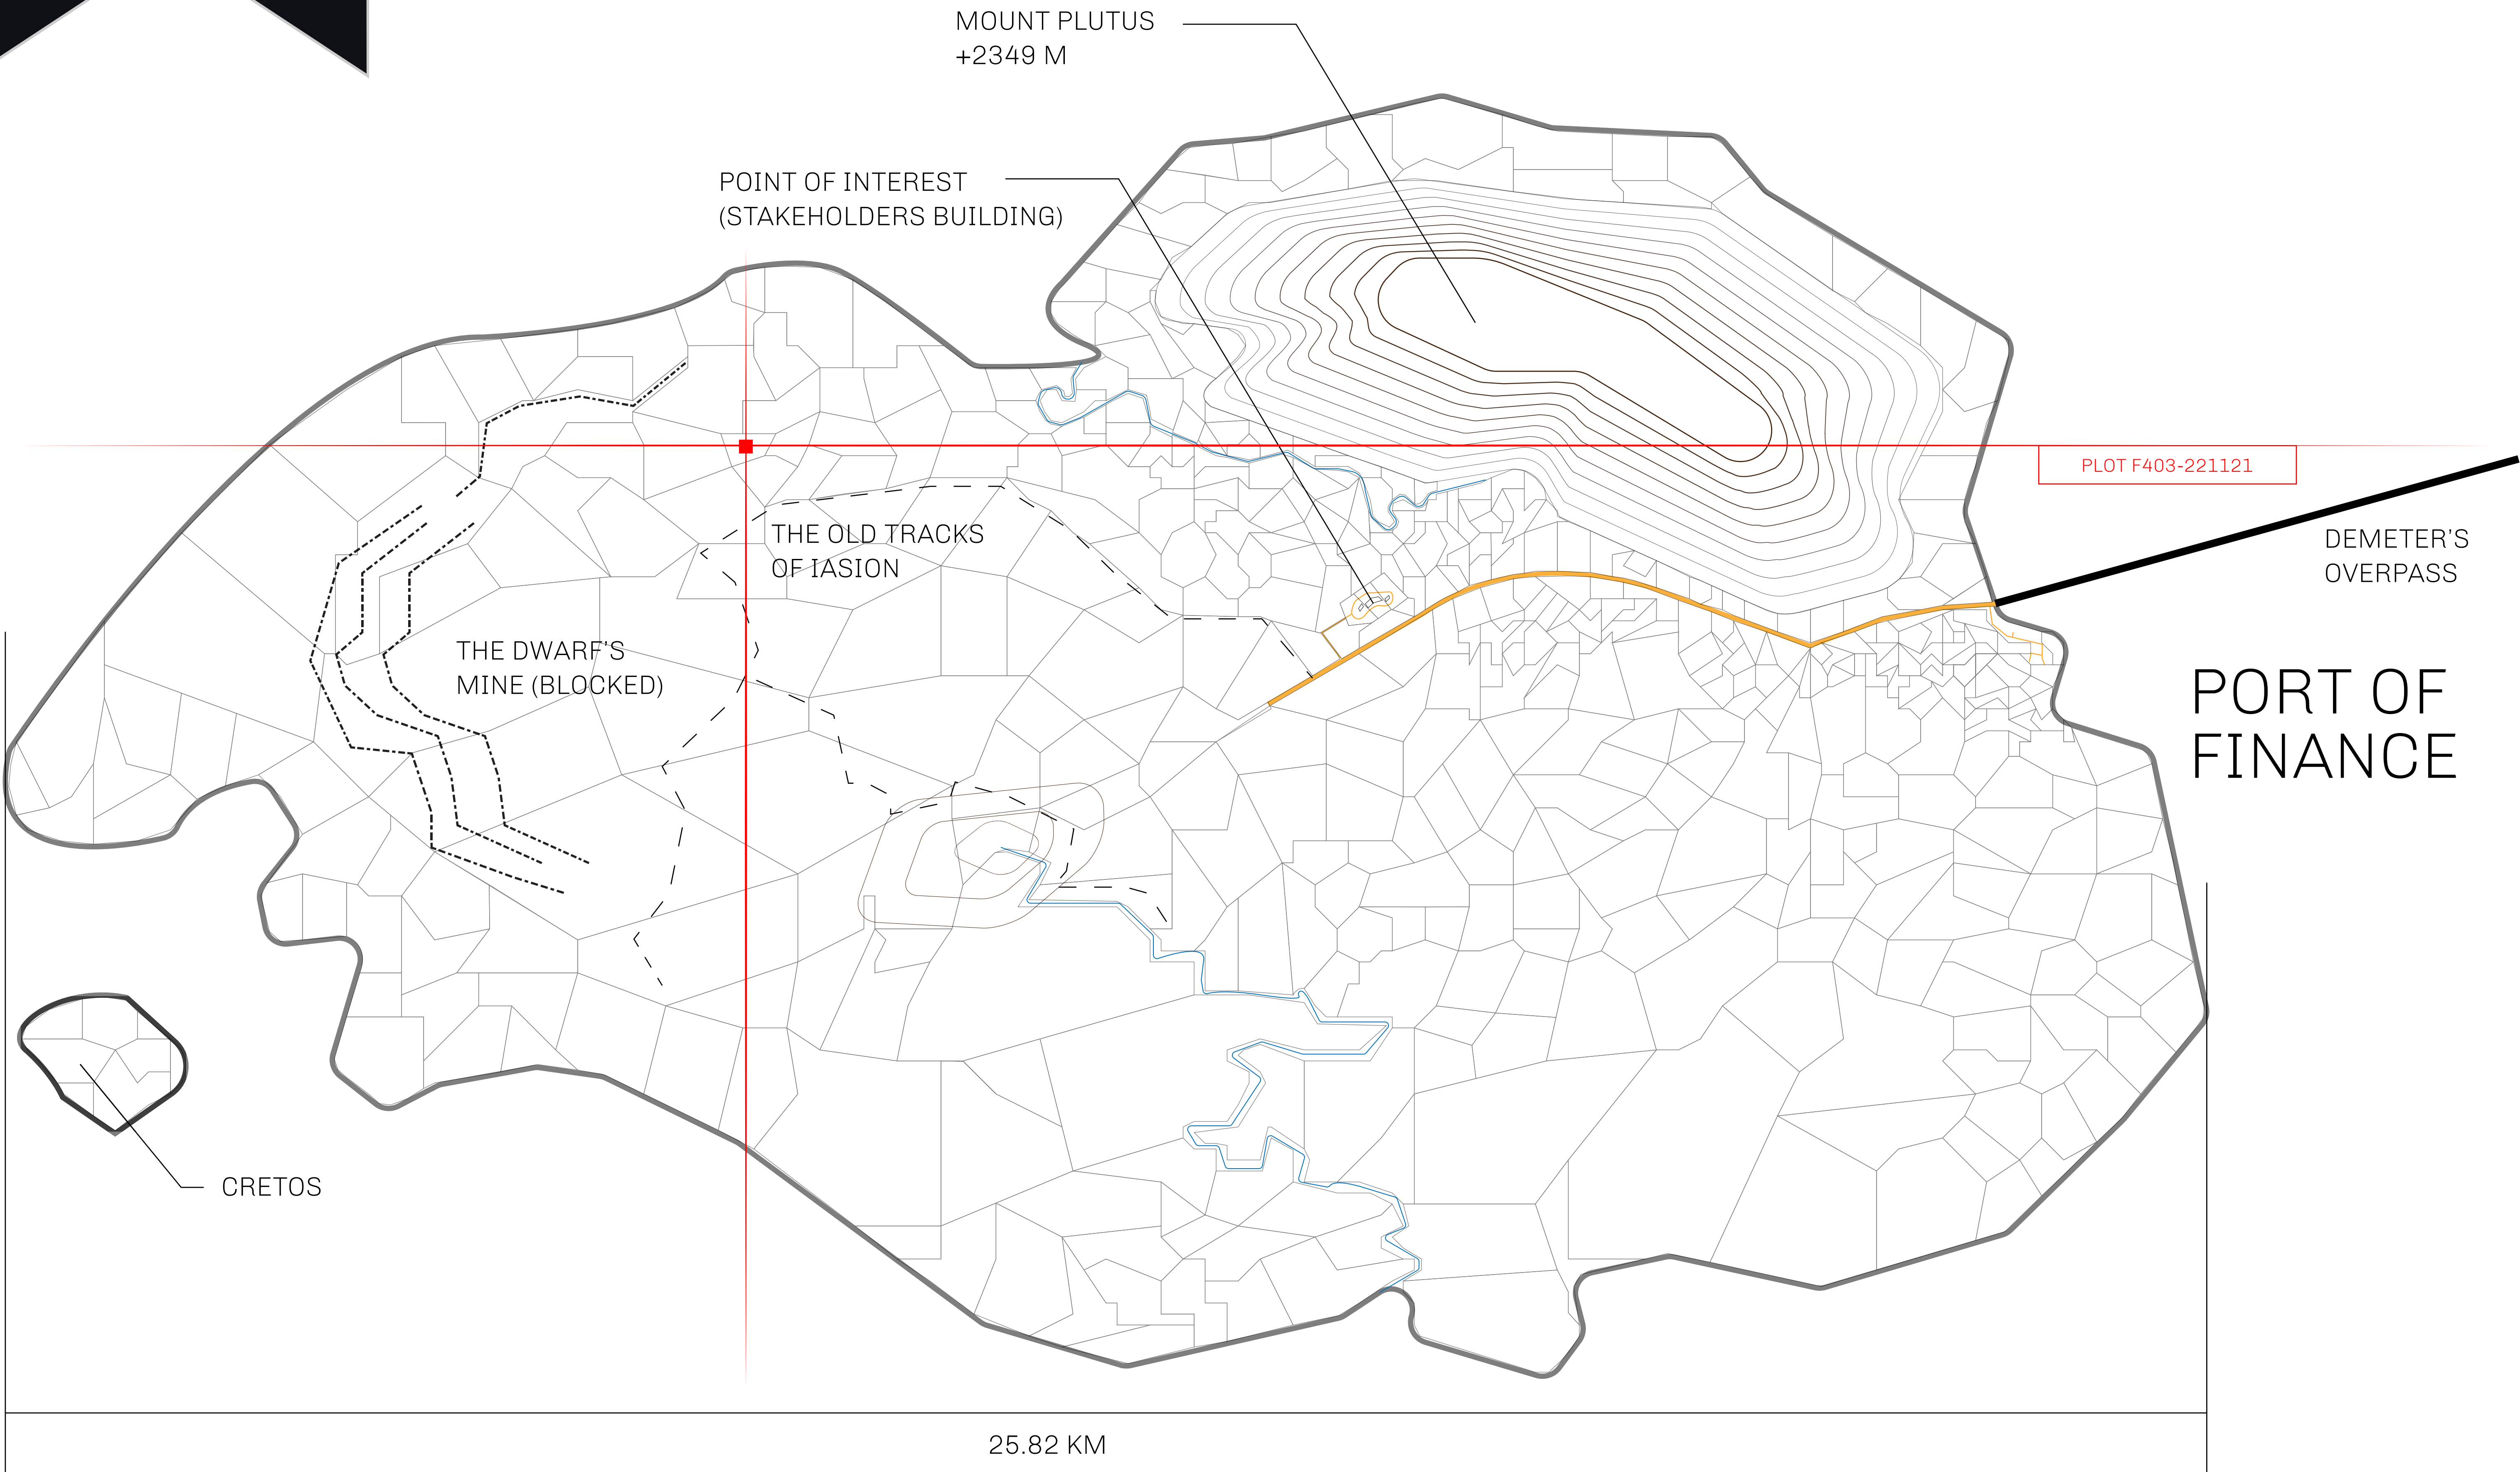 MOUNT PLUTUS
+2349 M
POINT OF INTEREST
(STAKEHOLDERS BUILDING)
PLOT F403-221121
THE OLD TRACKS
OF IASION
DEMETER'S
OVERPASS
THE DWARF'S
MINE (BLOCKED)
PORT OF
FINANCE
CRETOS
25.82 KM